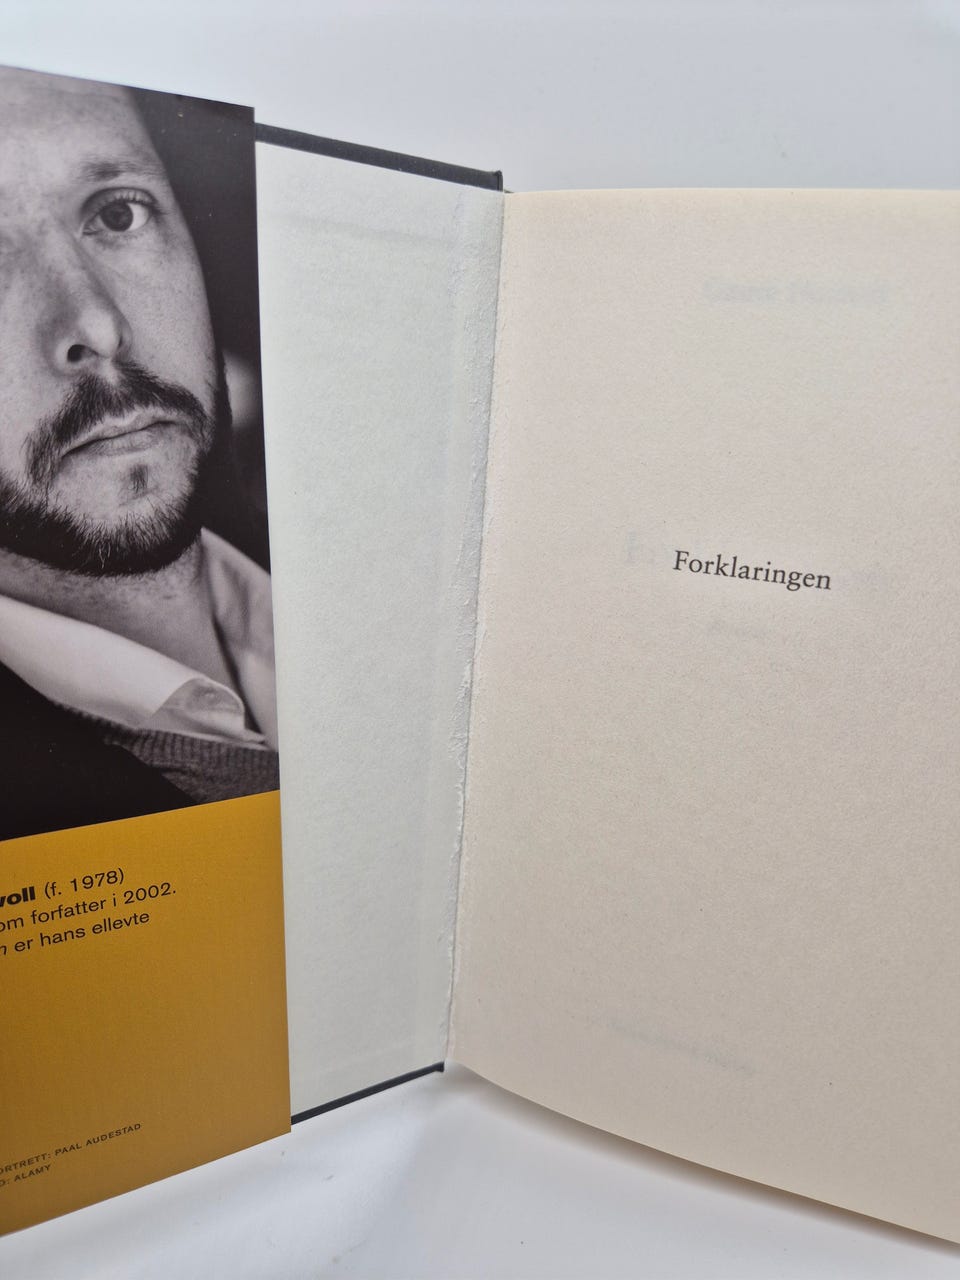 voll (f. 1978)
om forfatter i 2002.
n er hans ellevte
ORTRETT: PAAL AUDESTAD
O: ALAMY
Forklaringen